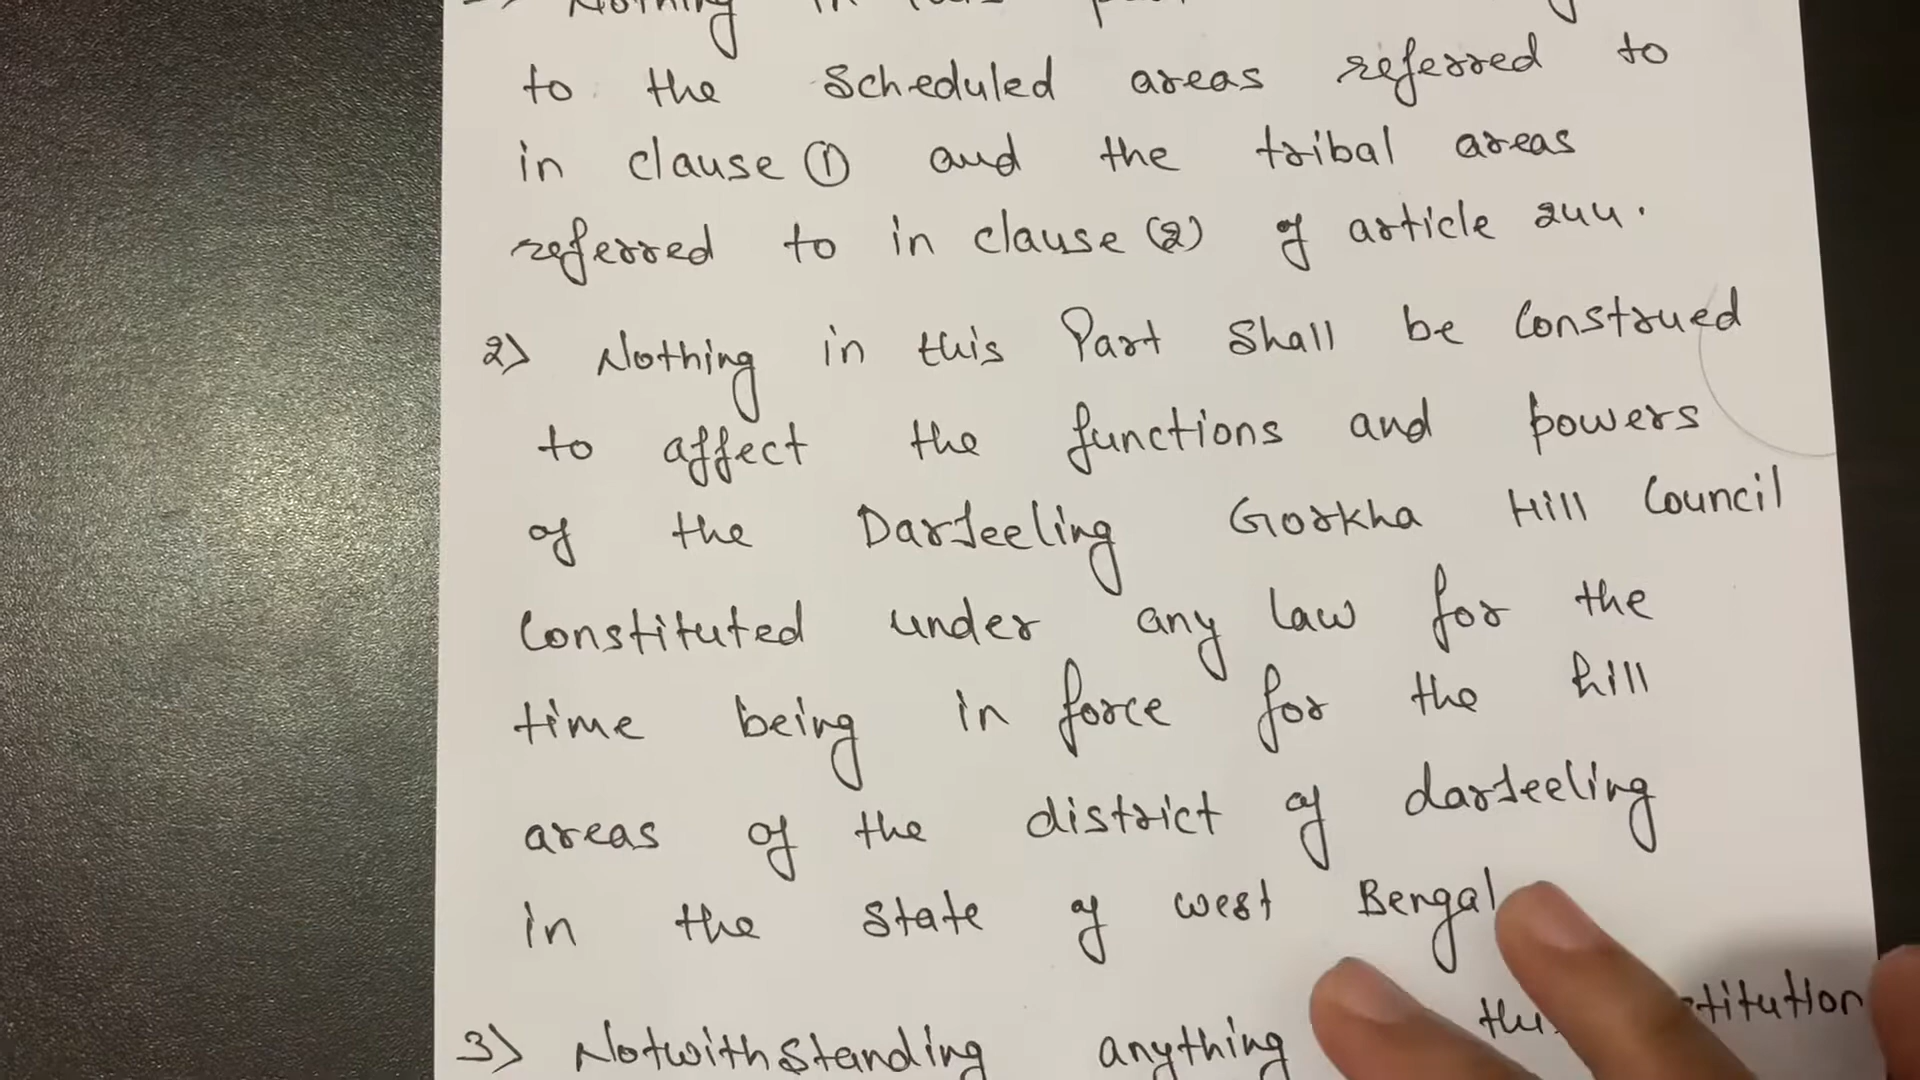 Nothing in this
to the Scheduled areas referred to
in clause ① and the tribal areas
referred to in clause (2) of article 244.
2) Nothing in this Part Shall be Construed
to affect the functions and powers
of the Darjeeling Gorkha Hill Council
Constituted under any law for the
time being in force for the hill
areas of the district of darjeeling
in the State of west Bengal
3) Notwithstanding anything